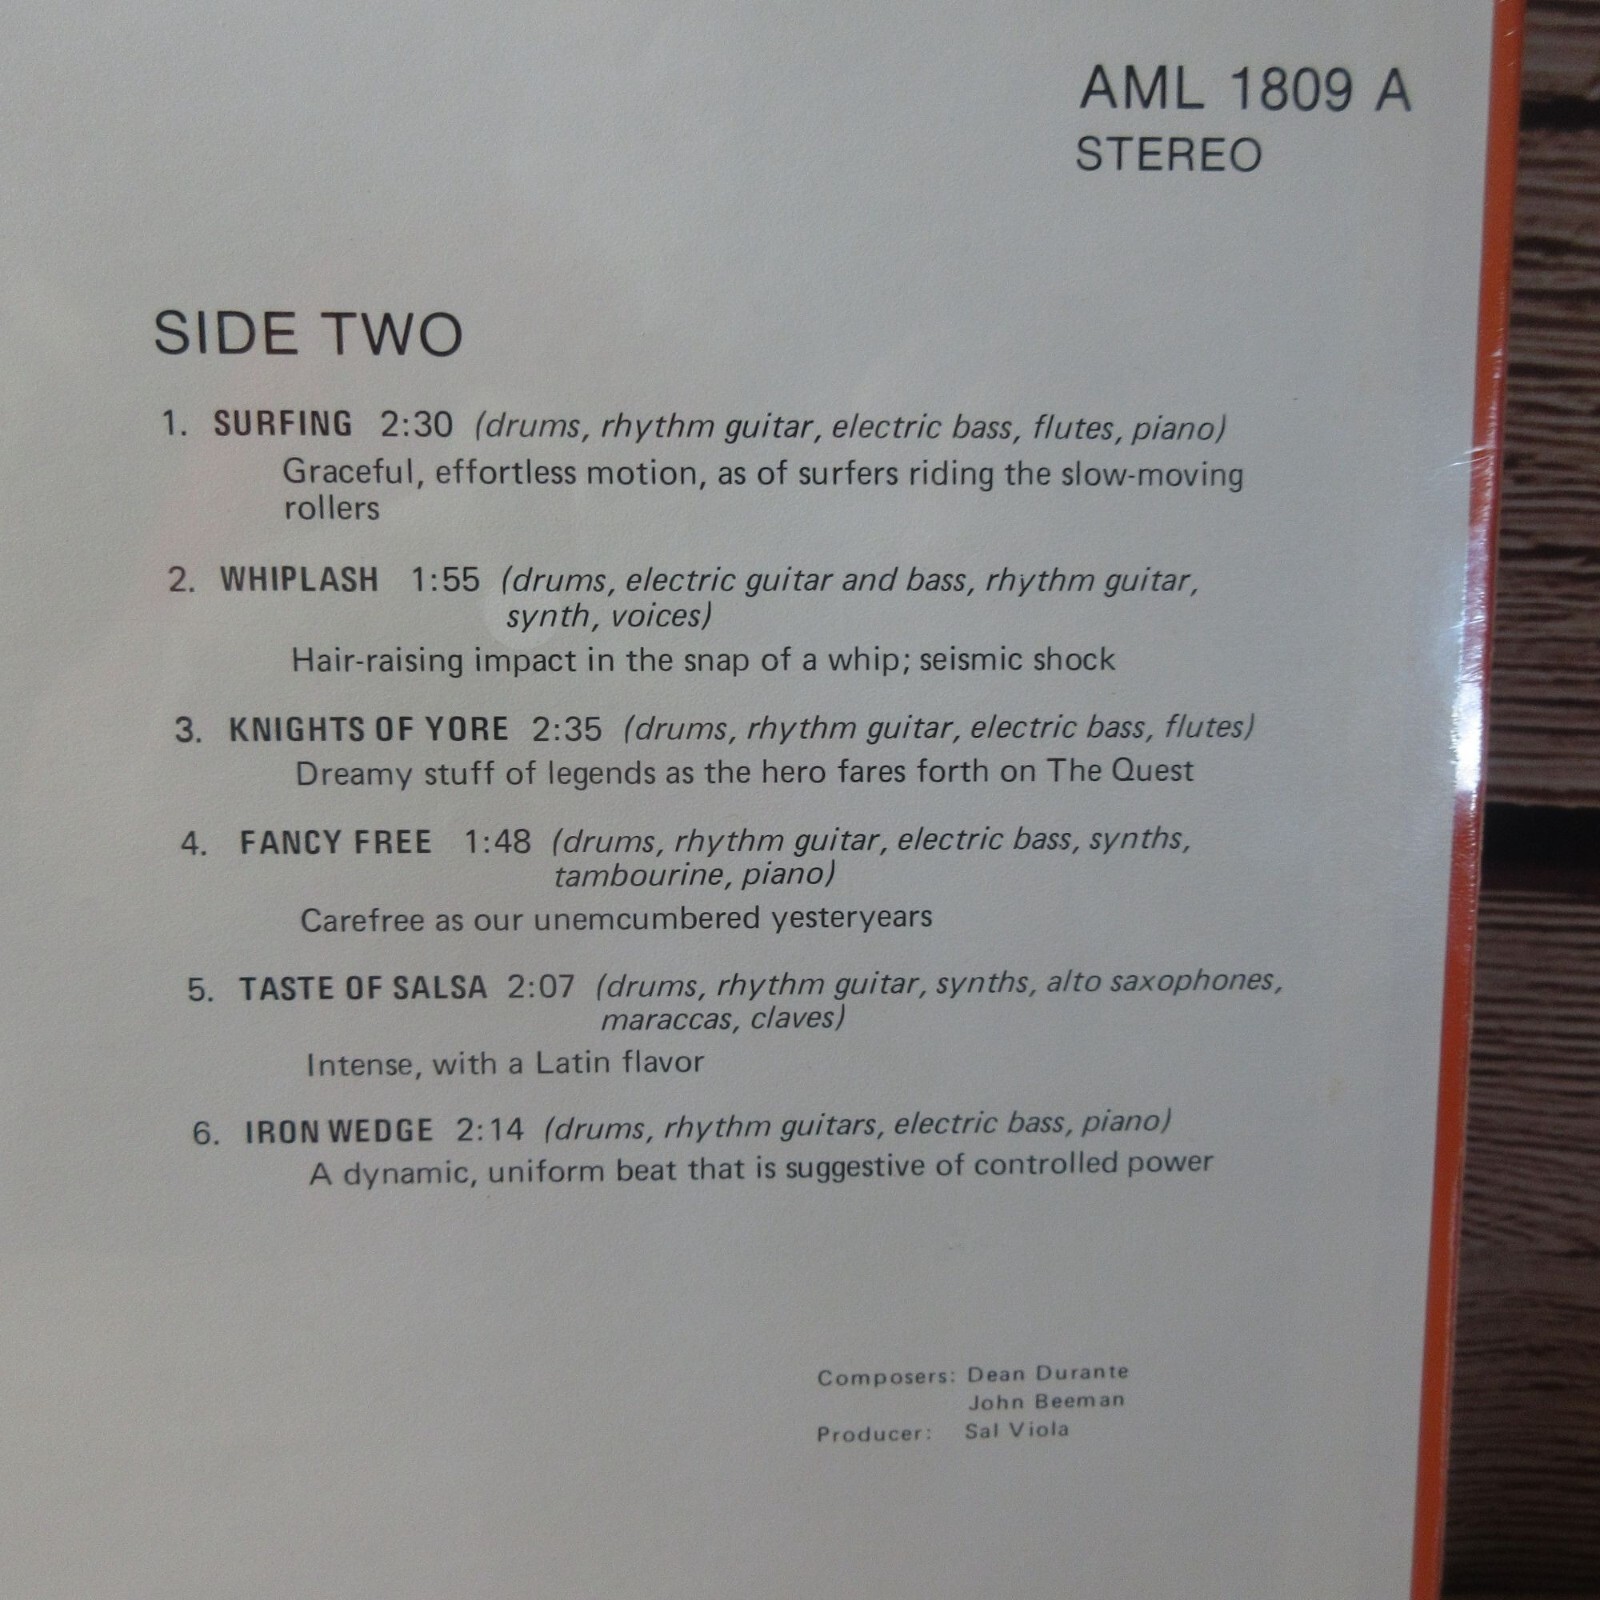 AML 1809 A
STEREO
SIDE TWO
1. SURFING 2:30 (drums, rhythm guitar, electric bass, flutes, piano)
Graceful, effortless motion, as of surfers riding the slow-moving
rollers
2. WHIPLASH 1:55 (drums, electric guitar and bass, rhythm guitar,
synth, voices)
Hair-raising impact in the snap of a whip; seismic shock
3. KNIGHTS OF YORE 2:35 (drums, rhythm guitar, electric bass, flutes)
Dreamy stuff of legends as the hero fares forth on The Quest
4. FANCY FREE 1:48 (drums, rhythm guitar, electric bass, synths,
tambourine, piano)
Carefree as our unemcumbered yesteryears
5. TASTE OF SALSA 2:07 (drums, rhythm guitar, synths, alto saxophones,
maraccas, claves)
Intense, with a Latin flavor
6. IRON WEDGE 2:14 (drums, rhythm guitars, electric bass, piano)
A dynamic, uniform beat that is suggestive of controlled power
Composers: Dean Durante
John Beeman
Producer: Sal Viola